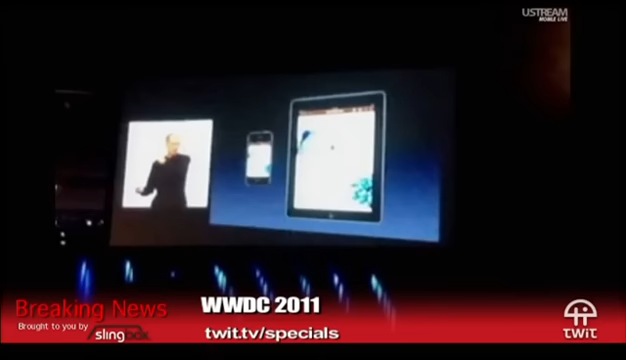 USTREAM
MOBILE LIVE
Breaking News
Brought to you by slingbox
WWDC 2011
twit.tv/specials
TWiT